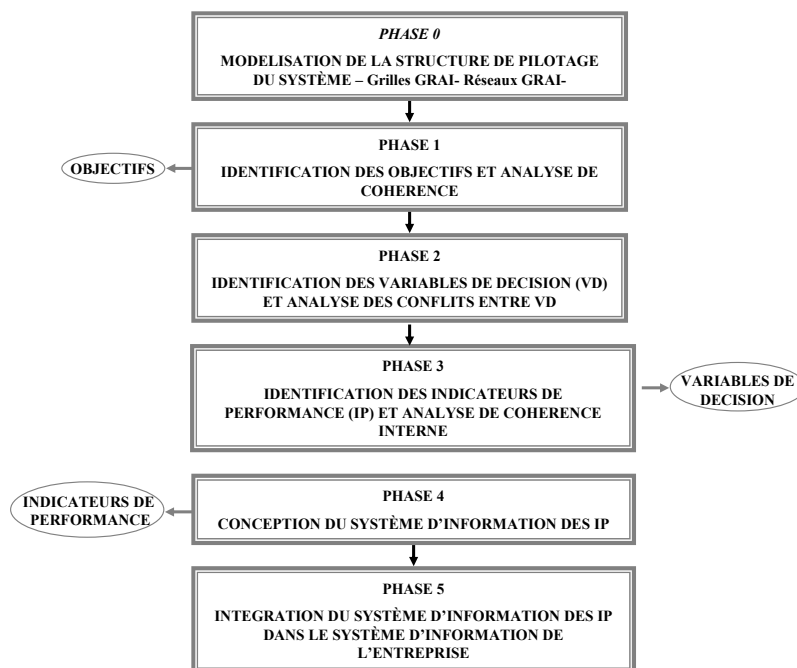 PHASE 0
MODELISATION DE LA STRUCTURE DE PILOTAGE
DU SYSTÈME – Grilles GRAI- Réseaux GRAI-
PHASE 1
OBJECTIFS
IDENTIFICATION DES OBJECTIFS ET ANALYSE DE
COHERENCE
PHASE 2
IDENTIFICATION DES VARIABLES DE DECISION (VD)
ET ANALYSE DES CONFLITS ENTRE VD
PHASE 3
IDENTIFICATION DES INDICATEURS DE
PERFORMANCE (IP) ET ANALYSE DE COHERENCE
INTERNE
VARIABLES DE
DECISION
INDICATEURS DE
PERFORMANCE
PHASE 4
CONCEPTION DU SYSTÈME D’INFORMATION DES IP
PHASE 5
INTEGRATION DU SYSTÈME D’INFORMATION DES IP
DANS LE SYSTÈME D’INFORMATION DE
L’ENTREPRISE